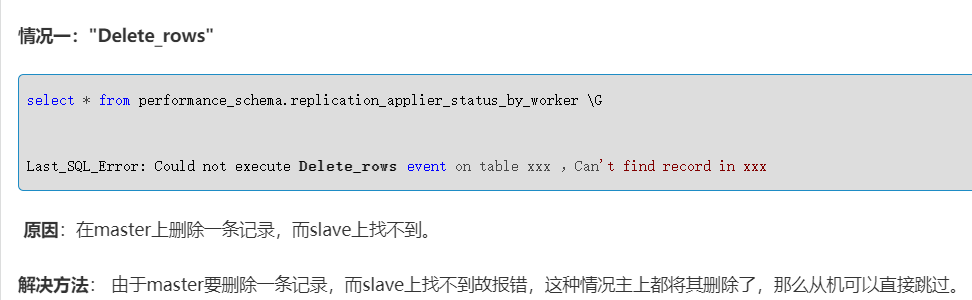 情况一："Delete_rows"
select * from performance_schema.replication_applier_status_by_worker \G
Last_SQL_Error: Could not execute Delete_rows event on table xxx ，Can't find record in xxx
原因：在master上删除一条记录，而slave上找不到。
解决方法： 由于master要删除一条记录，而slave上找不到故报错，这种情况主上都将其删除了，那么从机可以直接跳过。